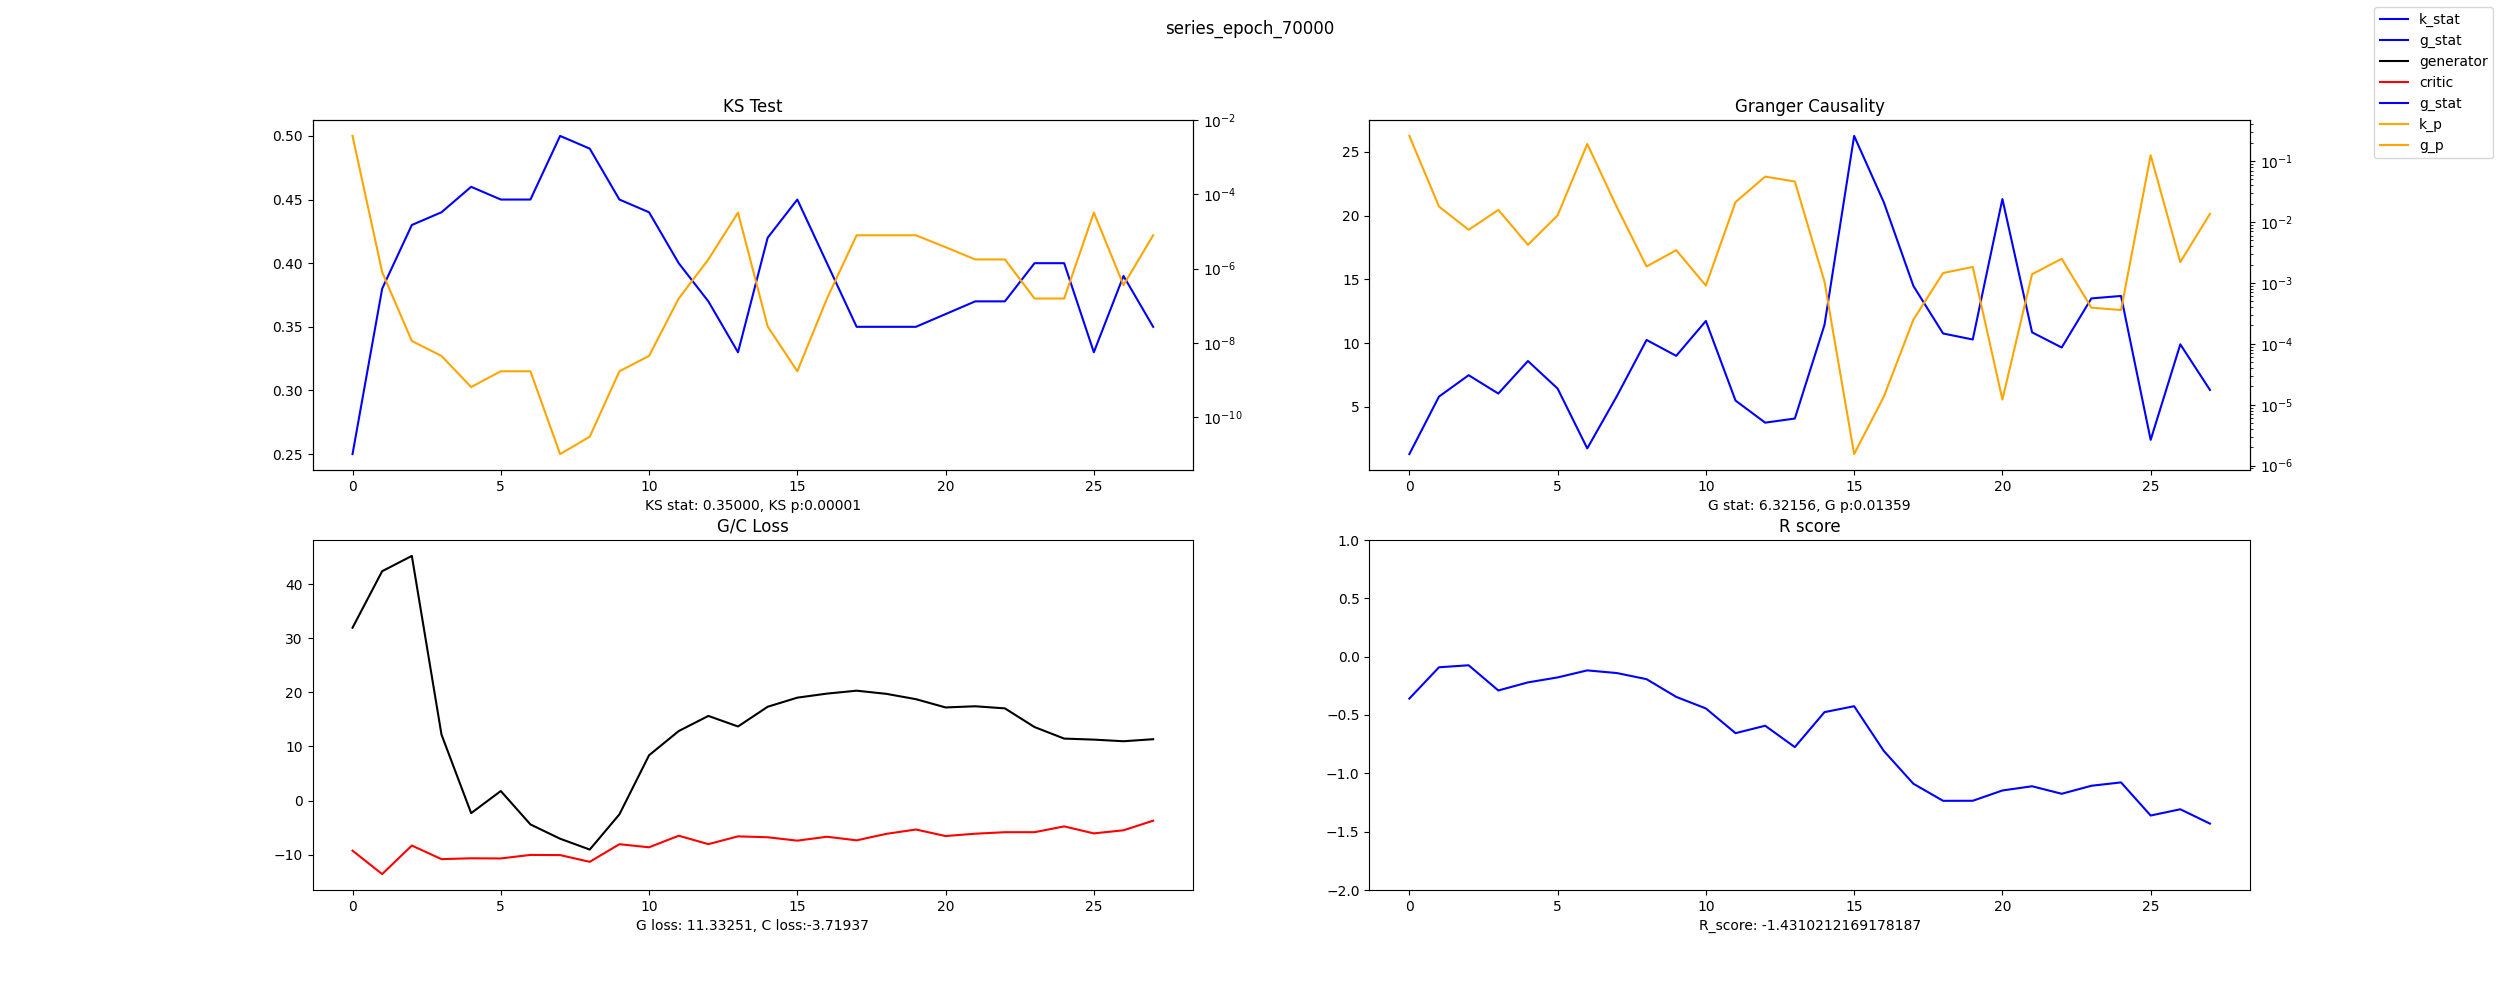 series_epoch_70000
k_stat
g_stat
generator
critic
g_stat
k_p
g_p
KS Test
0.50
0.45
0.40
0.35
0.30
0.25
10⁻²
10⁻⁴
10⁻⁶
10⁻⁸
10⁻¹⁰
0 5 10 15 20 25
KS stat: 0.35000, KS p:0.00001
Granger Causality
25
20
15
10
5
10⁻¹
10⁻²
10⁻³
10⁻⁴
10⁻⁵
10⁻⁶
0 5 10 15 20 25
G stat: 6.32156, G p:0.01359
G/C Loss
40
30
20
10
0
−10
0 5 10 15 20 25
G loss: 11.33251, C loss:-3.71937
R score
1.0
0.5
0.0
−0.5
−1.0
−1.5
−2.0
0 5 10 15 20 25
R_score: -1.4310212169178187